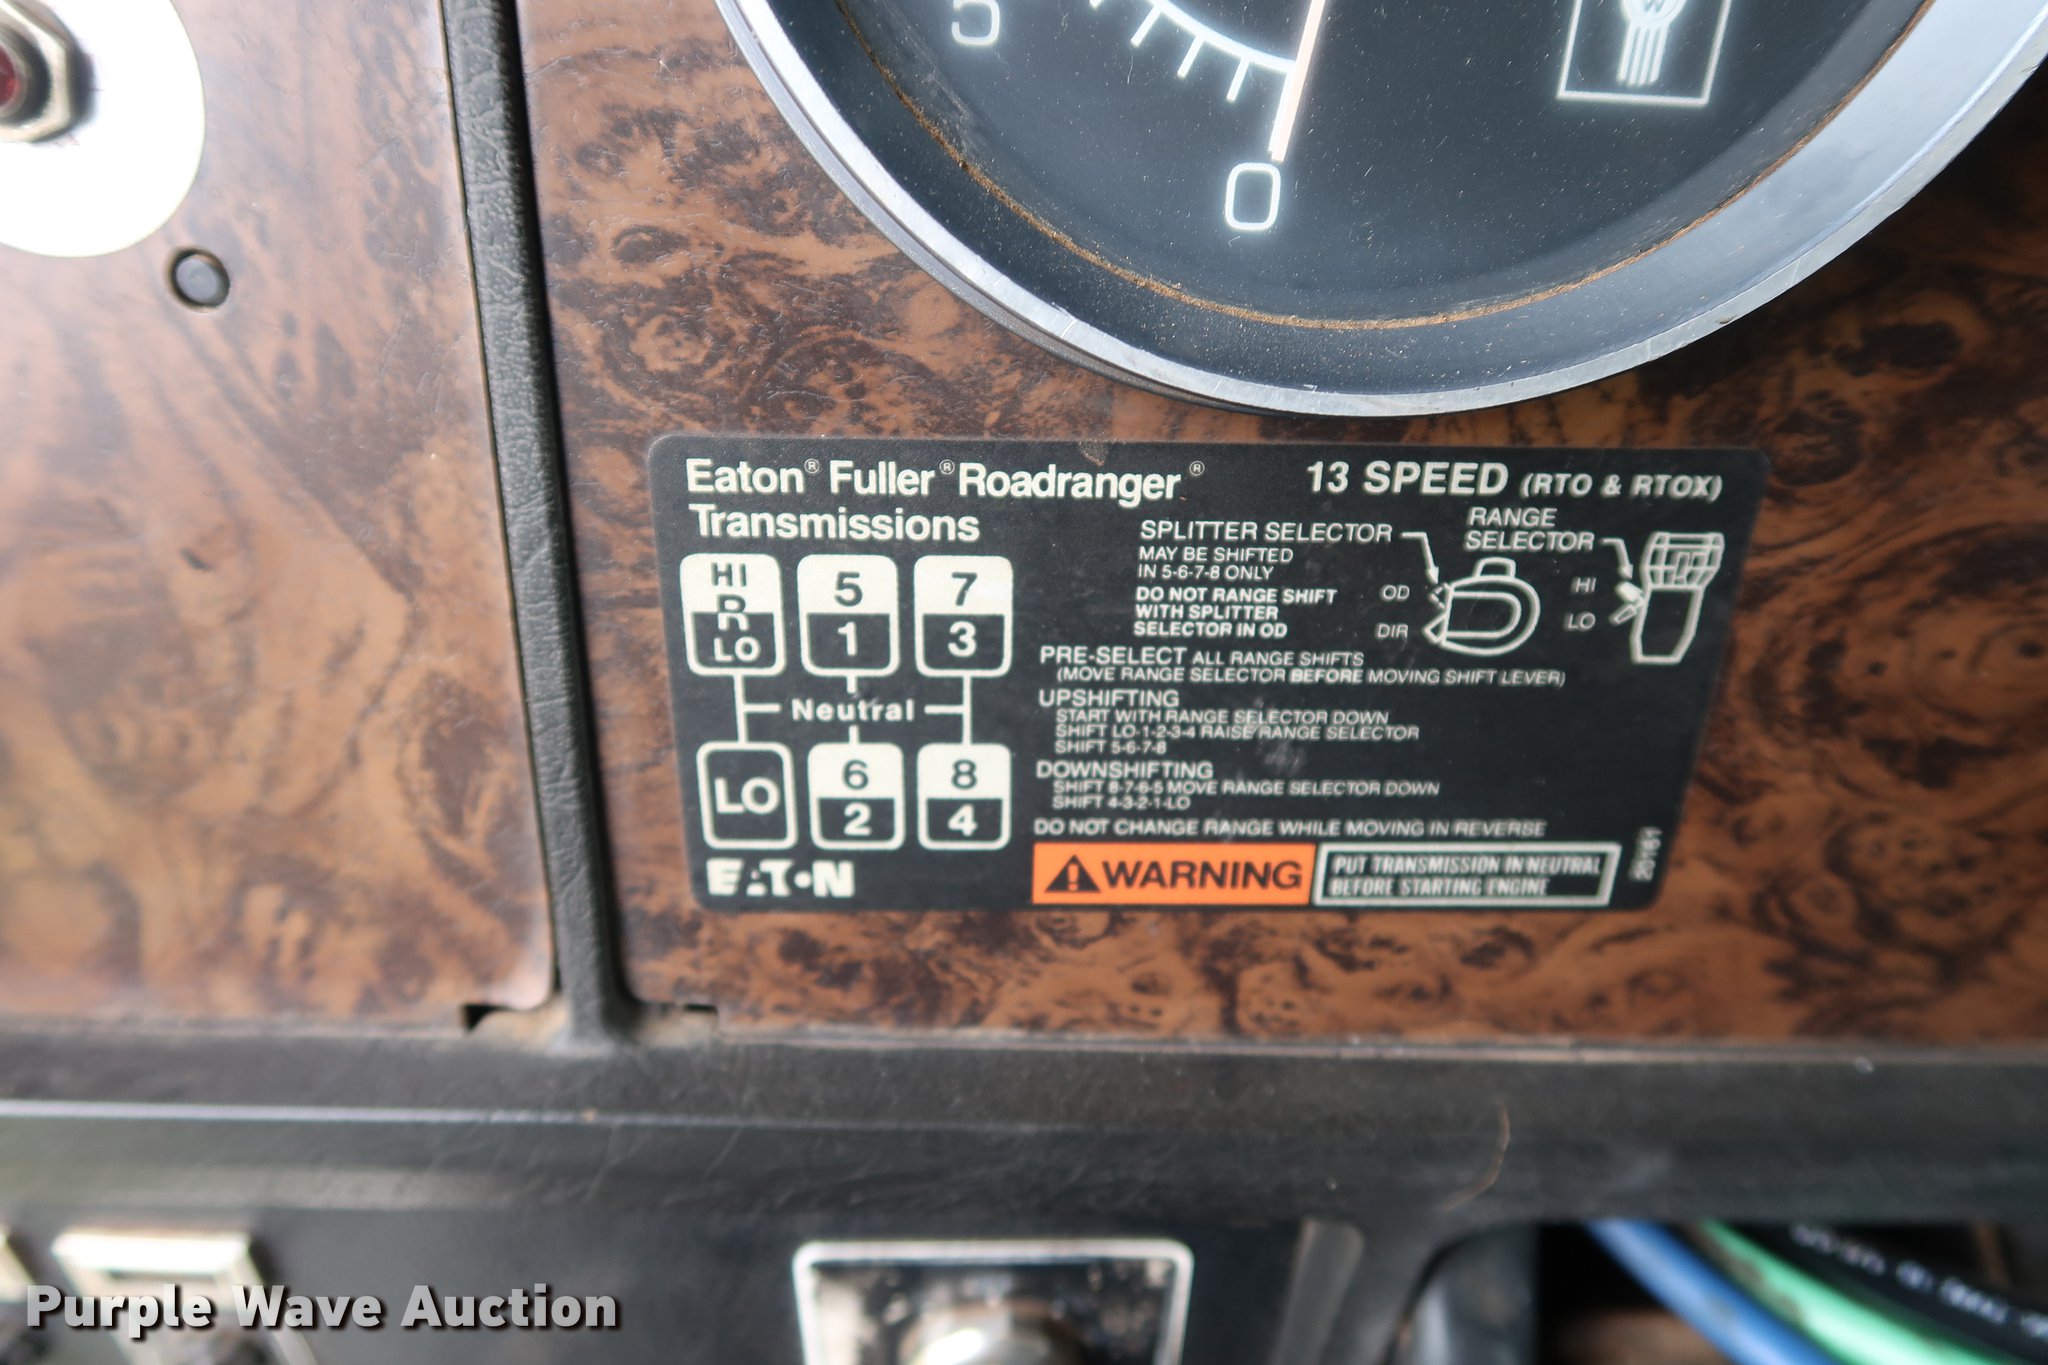 5
0
Eaton® Fuller® Roadranger®
Transmissions
13 SPEED (RTO & RTOX)
HI
R
LO
5
1
7
3
Neutral
LO
6
2
8
4
EATON
SPLITTER SELECTOR
MAY BE SHIFTED
IN 5-6-7-8 ONLY
DO NOT RANGE SHIFT
WITH SPLITTER
SELECTOR IN OD
OD
DIR
RANGE
SELECTOR
HI
LO
PRE-SELECT ALL RANGE SHIFTS
(MOVE RANGE SELECTOR BEFORE MOVING SHIFT LEVER)
UPSHIFTING
START WITH RANGE SELECTOR DOWN
SHIFT LO-1-2-3-4 RAISE RANGE SELECTOR
SHIFT 5-6-7-8
DOWNSHIFTING
SHIFT 8-7-6-5 MOVE RANGE SELECTOR DOWN
SHIFT 4-3-2-1-LO
DO NOT CHANGE RANGE WHILE MOVING IN REVERSE
WARNING
PUT TRANSMISSION IN NEUTRAL
BEFORE STARTING ENGINE
20161
Purple Wave Auction